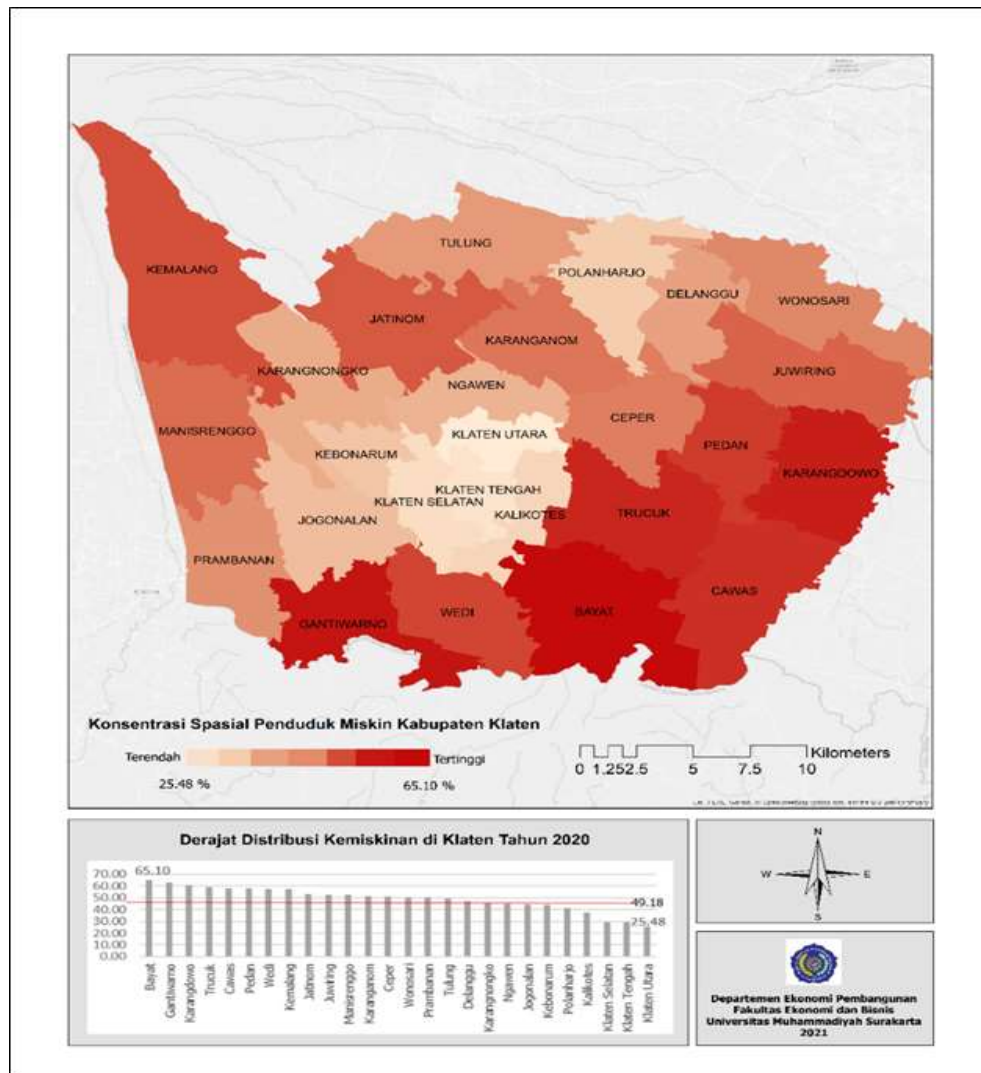 TULUNG
KEMALANG
POLANHARJO
DELANGGU
WONOSARI
JATINOM
KARANGANOM
KARANGNONGKO
JUWIRING
NGAWEN
MANISRENGGO
CEPER
KLATEN UTARA
PEDAN
KEBONARUM
KARANGDOWO
KLATEN TENGAH
KLATEN SELATAN
KALIKOTES
TRUCUK
JOGONALAN
PRAMBANAN
CAWAS
GANTIWARNO
WEDI
BAYAT
Konsentrasi Spasial Penduduk Miskin Kabupaten Klaten
Terendah
Tertinggi
25.48 %
65.10 %
Kilometers
0 1.252.5 5 7.5 10
Derajat Distribusi Kemiskinan di Klaten Tahun 2020
65.10
70.00
60.00
50.00
40.00
30.00
20.00
10.00
0.00
49.18
25.48
Bayat
Gantiwarno
Karangdowo
Trucuk
Cawas
Pedan
Wedi
Kemalang
Jatinom
Juwiring
Manisrenggo
Karanganom
Ceper
Wonosari
Prambanan
Tulung
Delanggu
Karangnongko
Ngawen
Jogonalan
Kebonarum
Polanharjo
Kalikotes
Klaten Selatan
Klaten Tengah
Klaten Utara
N
W
E
S
Departemen Ekonomi Pembangunan
Fakultas Ekonomi dan Bisnis
Universitas Muhammadiyah Surakarta
2021